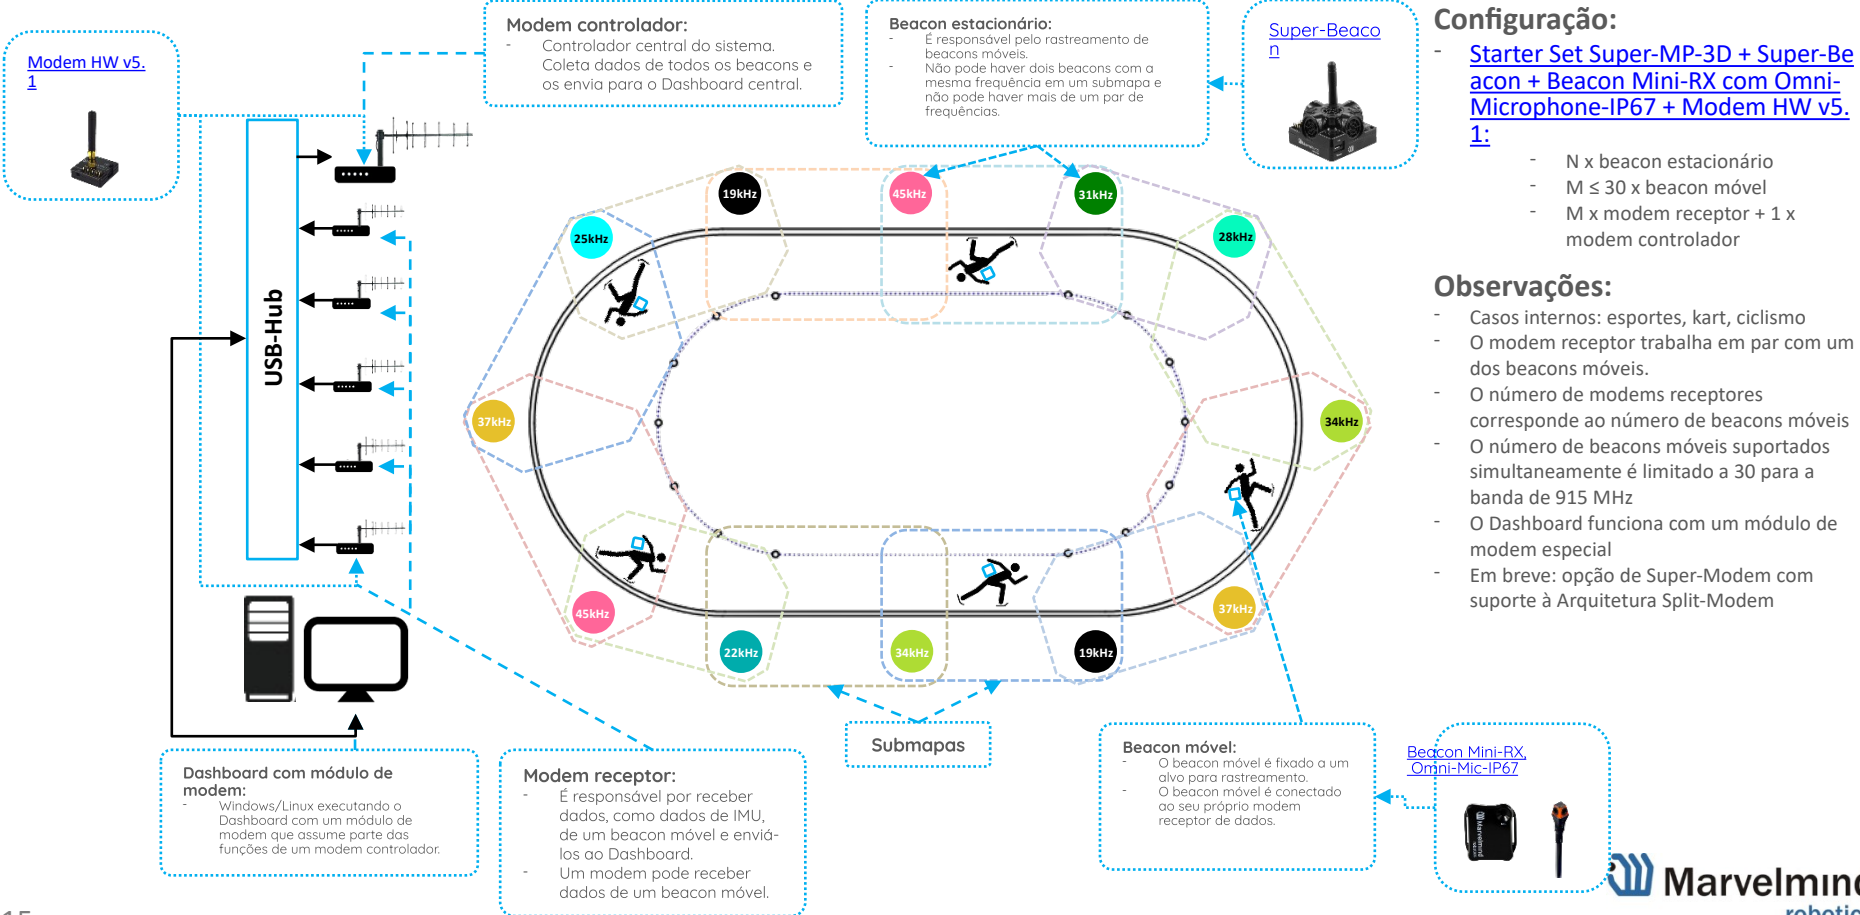 Modem HW v5.
1
Modem controlador:
- Controlador central do sistema.
Coleta dados de todos os beacons e
os envia para o Dashboard central.
Beacon estacionário:
- É responsável pelo rastreamento de
beacons móveis.
- Não pode haver dois beacons com a
mesma frequência em um submapa e
não pode haver mais de um par de
frequências.
Super-Beaco
n
Configuração:
- Starter Set Super-MP-3D + Super-Be
acon + Beacon Mini-RX com Omni-
Microphone-IP67 + Modem HW v5.
1:
- N x beacon estacionário
- M ≤ 30 x beacon móvel
- M x modem receptor + 1 x
modem controlador
Observações:
- Casos internos: esportes, kart, ciclismo
- O modem receptor trabalha em par com um
dos beacons móveis.
- O número de modems receptores
corresponde ao número de beacons móveis
- O número de beacons móveis suportados
simultaneamente é limitado a 30 para a
banda de 915 MHz
- O Dashboard funciona com um módulo de
modem especial
- Em breve: opção de Super-Modem com
suporte à Arquitetura Split-Modem
USB-Hub
19kHz
45kHz
31kHz
25kHz
28kHz
37kHz
34kHz
45kHz
37kHz
22kHz
34kHz
19kHz
Submapas
Dashboard com módulo de
modem:
- Windows/Linux executando o
Dashboard com um módulo de
modem que assume parte das
funções de um modem controlador.
Modem receptor:
- É responsável por receber
dados, como dados de IMU,
de um beacon móvel e enviá-
los ao Dashboard.
- Um modem pode receber
dados de um beacon móvel.
Beacon móvel:
- O beacon móvel é fixado a um
alvo para rastreamento.
- O beacon móvel é conectado
ao seu próprio modem
receptor de dados.
Beacon Mini-RX,
Omni-Mic-IP67
Marvelmind
Marvelmind
robotic
15